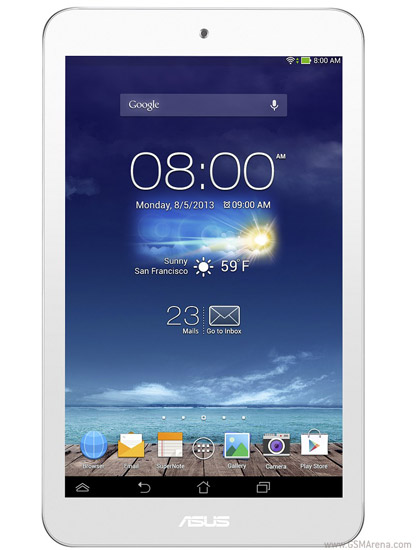 8:00 AM
Google
08:00 AM
Monday, 8/5/2013 09:00 AM
Sunny
San Francisco
59°F
23
Mails Go to Inbox
Browser Email SuperNote Gallery Camera Play Store
ASUS
www.GSMArena.com